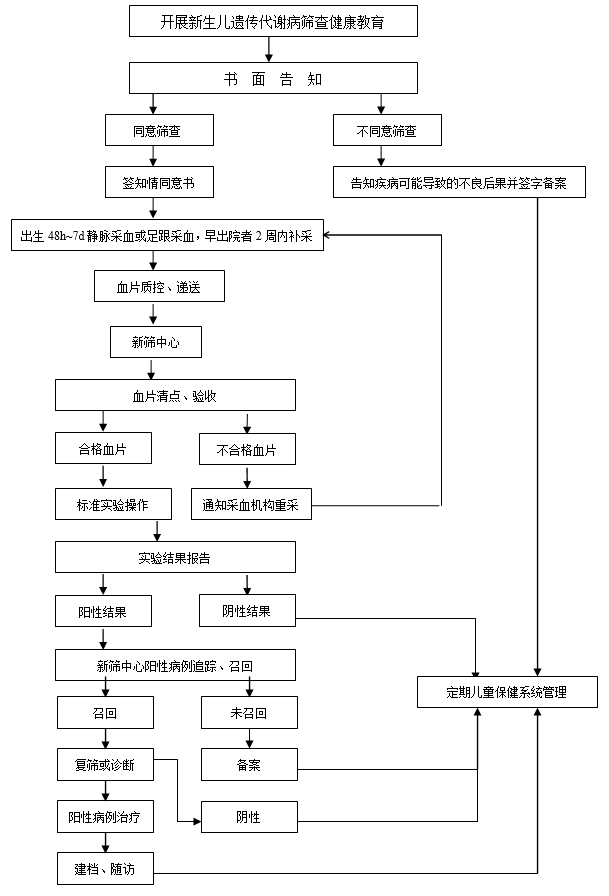 开展新生儿遗传代谢病筛查健康教育
书 面 告 知
同意筛查
不同意筛查
签知情同意书
告知疾病可能导致的不良后果并签字备案
出生 48h~7d 静脉采血或足跟采血，早出院者 2 周内补采
血片质控、递送
新筛中心
血片清点、验收
合格血片
不合格血片
标准实验操作
通知采血机构重采
实验结果报告
阳性结果
阴性结果
新筛中心阳性病例追踪、召回
定期儿童保健系统管理
召回
未召回
复筛或诊断
备案
阳性病例治疗
阴性
建档、随访